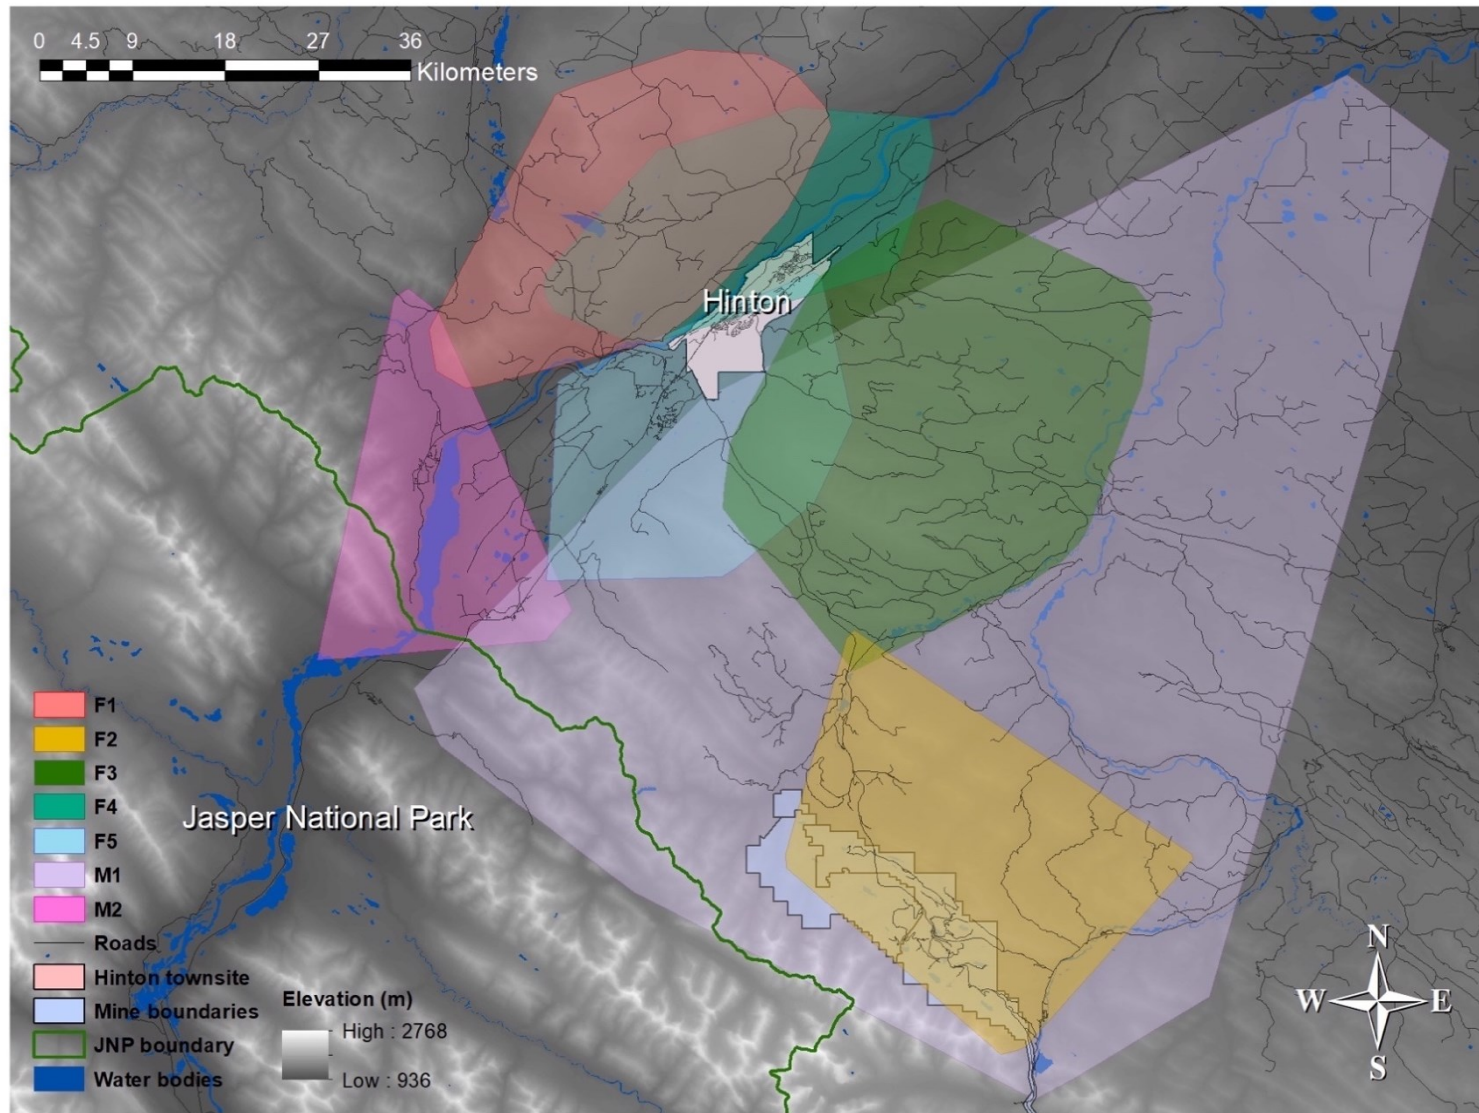 0 4.5 9 18 27 36
Kilometers
Hinton
Jasper National Park
F1
F2
F3
F4
F5
M1
M2
Roads
Hinton townsite
Mine boundaries
JNP boundary
Water bodies
Elevation (m)
High : 2768
Low : 936
N
W E
S